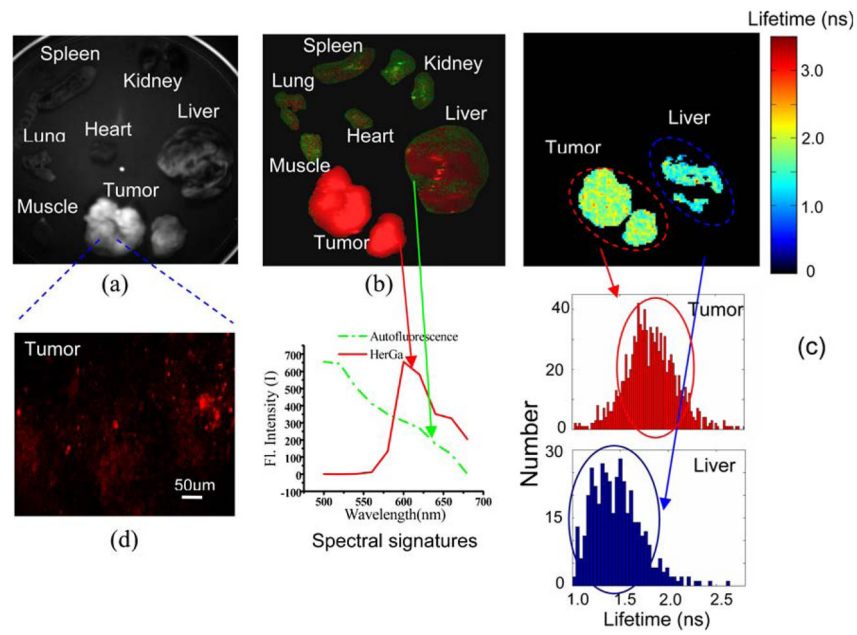 Spleen
Kidney
Liver
Lung
Heart
Tumor
Muscle
(a)
Spleen
Kidney
Lung
Liver
Heart
Muscle
Tumor
(b)
Lifetime (ns)
3.0
2.0
1.0
0
Liver
Tumor
Tumor
50um
(d)
Autofluorescence
HerGa
Fl. Intensity (I)
700
600
500
400
300
200
100
0
-100
500 550 600 650 700
Wavelength(nm)
Spectral signatures
40
20
0
Tumor
(c)
Number
30
15
0
Liver
1.0 1.5 2.0 2.5
Lifetime (ns)